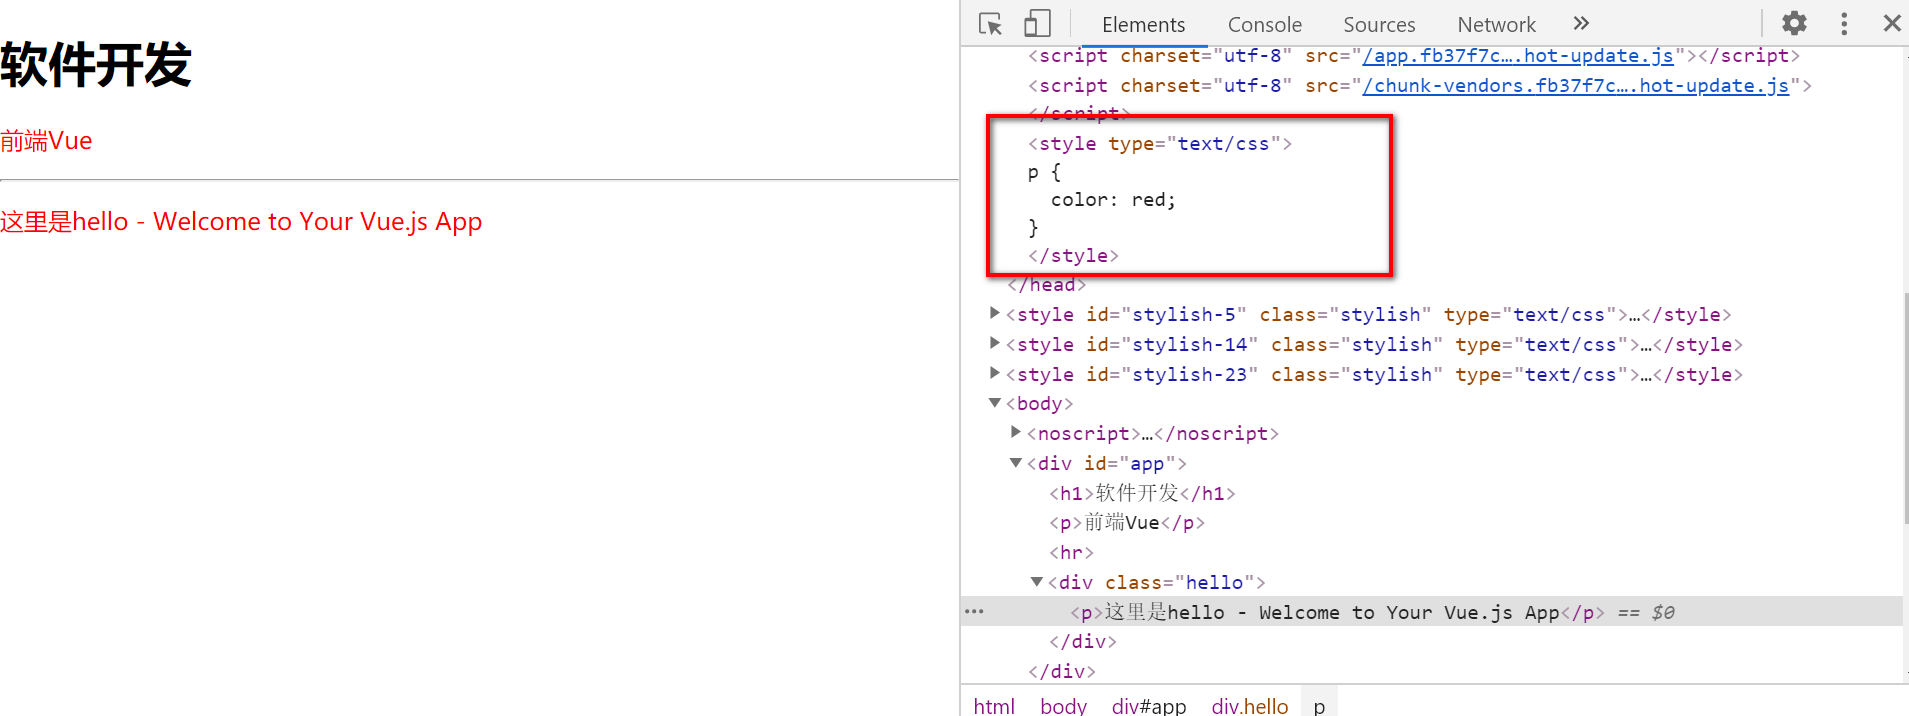 软件开发
前端Vue
这里是hello - Welcome to Your Vue.js App
Elements Console Sources Network »
<script charset="utf-8" src="/app.fb37f7c….hot-update.js"></script>
<script charset="utf-8" src="/chunk-vendors.fb37f7c….hot-update.js">
</script>
<style type="text/css">
p {
color: red;
}
</style>
</head>
<style id="stylish-5" class="stylish" type="text/css">…</style>
<style id="stylish-14" class="stylish" type="text/css">…</style>
<style id="stylish-23" class="stylish" type="text/css">…</style>
<body>
<noscript>…</noscript>
<div id="app">
<h1>软件开发</h1>
<p>前端Vue</p>
<hr>
<div class="hello">
<p>这里是hello - Welcome to Your Vue.js App</p> == $0
</div>
</div>
html body div#app div.hello p